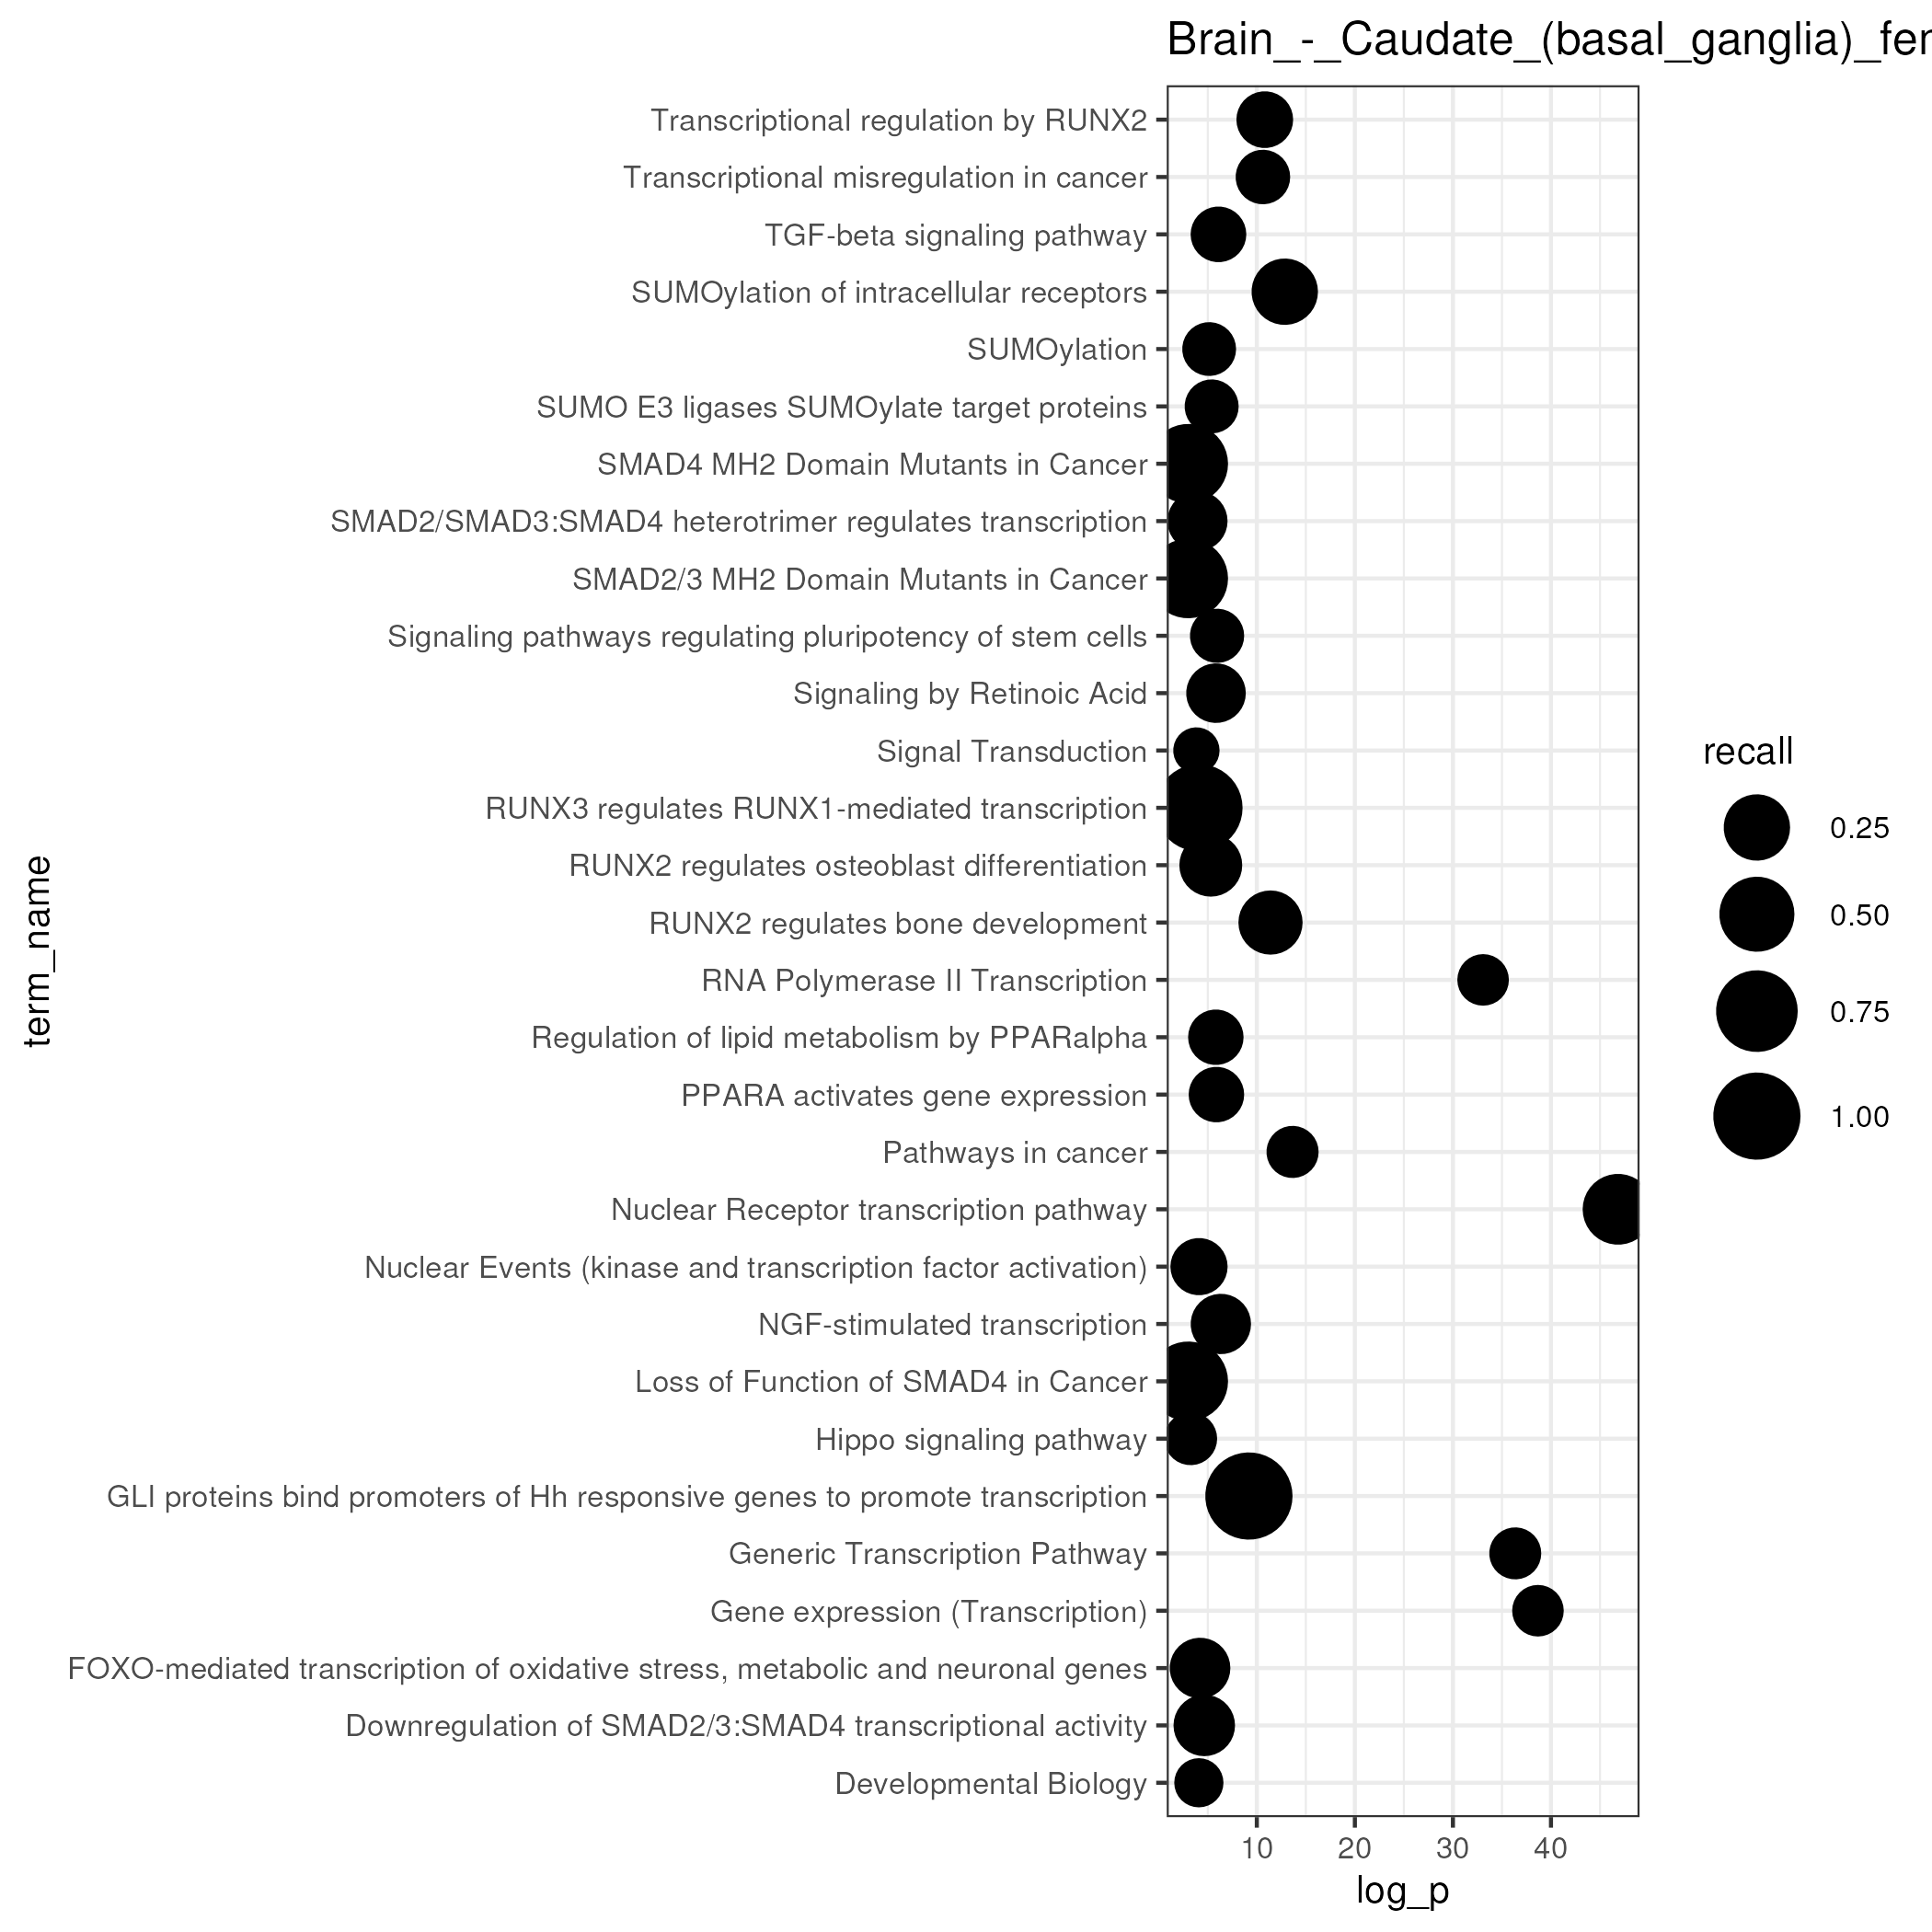 Brain_-_Caudate_(basal_ganglia)_fer
Transcriptional regulation by RUNX2
Transcriptional misregulation in cancer
TGF-beta signaling pathway
SUMOylation of intracellular receptors
SUMOylation
SUMO E3 ligases SUMOylate target proteins
SMAD4 MH2 Domain Mutants in Cancer
SMAD2/SMAD3:SMAD4 heterotrimer regulates transcription
SMAD2/3 MH2 Domain Mutants in Cancer
Signaling pathways regulating pluripotency of stem cells
Signaling by Retinoic Acid
Signal Transduction
RUNX3 regulates RUNX1-mediated transcription
RUNX2 regulates osteoblast differentiation
RUNX2 regulates bone development
RNA Polymerase II Transcription
Regulation of lipid metabolism by PPARalpha
PPARA activates gene expression
Pathways in cancer
Nuclear Receptor transcription pathway
Nuclear Events (kinase and transcription factor activation)
NGF-stimulated transcription
Loss of Function of SMAD4 in Cancer
Hippo signaling pathway
GLI proteins bind promoters of Hh responsive genes to promote transcription
Generic Transcription Pathway
Gene expression (Transcription)
FOXO-mediated transcription of oxidative stress, metabolic and neuronal genes
Downregulation of SMAD2/3:SMAD4 transcriptional activity
Developmental Biology
term_name
10 20 30 40
log_p
recall
0.25
0.50
0.75
1.00